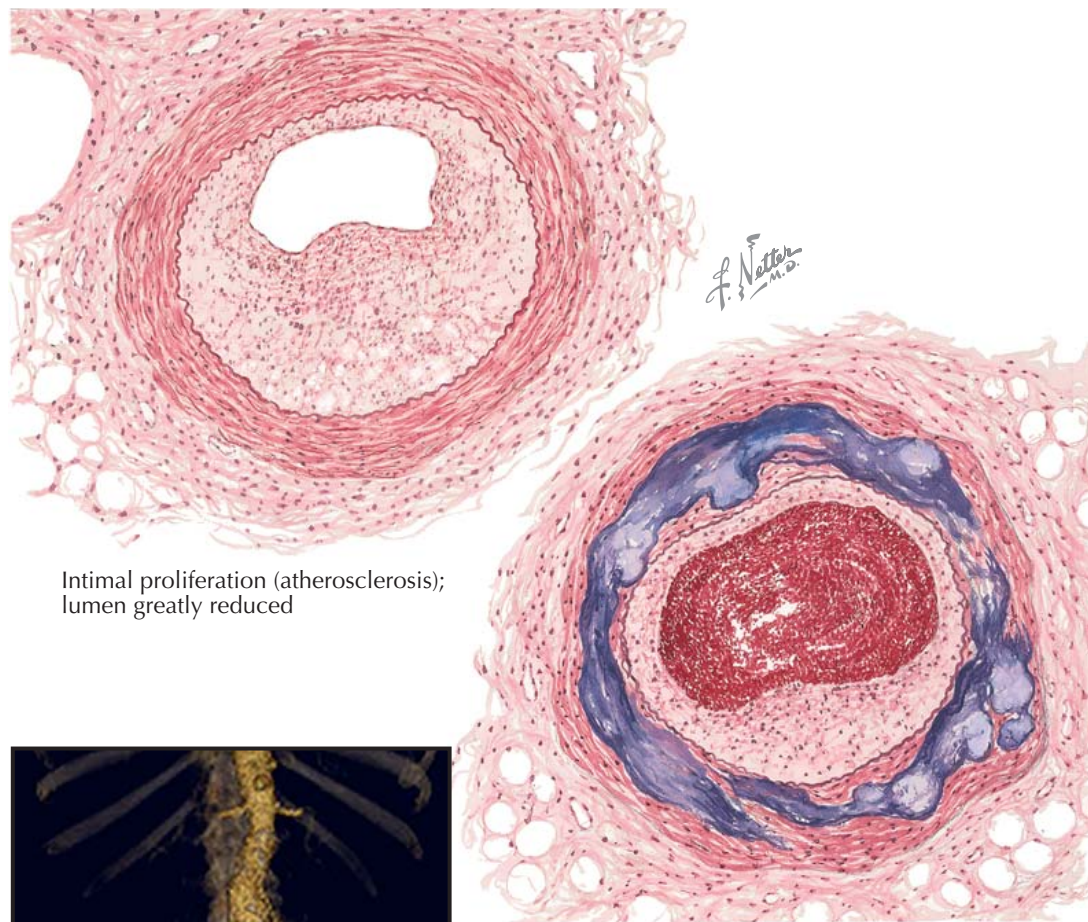 F. Netter
M.D.
Intimal proliferation (atherosclerosis);
lumen greatly reduced